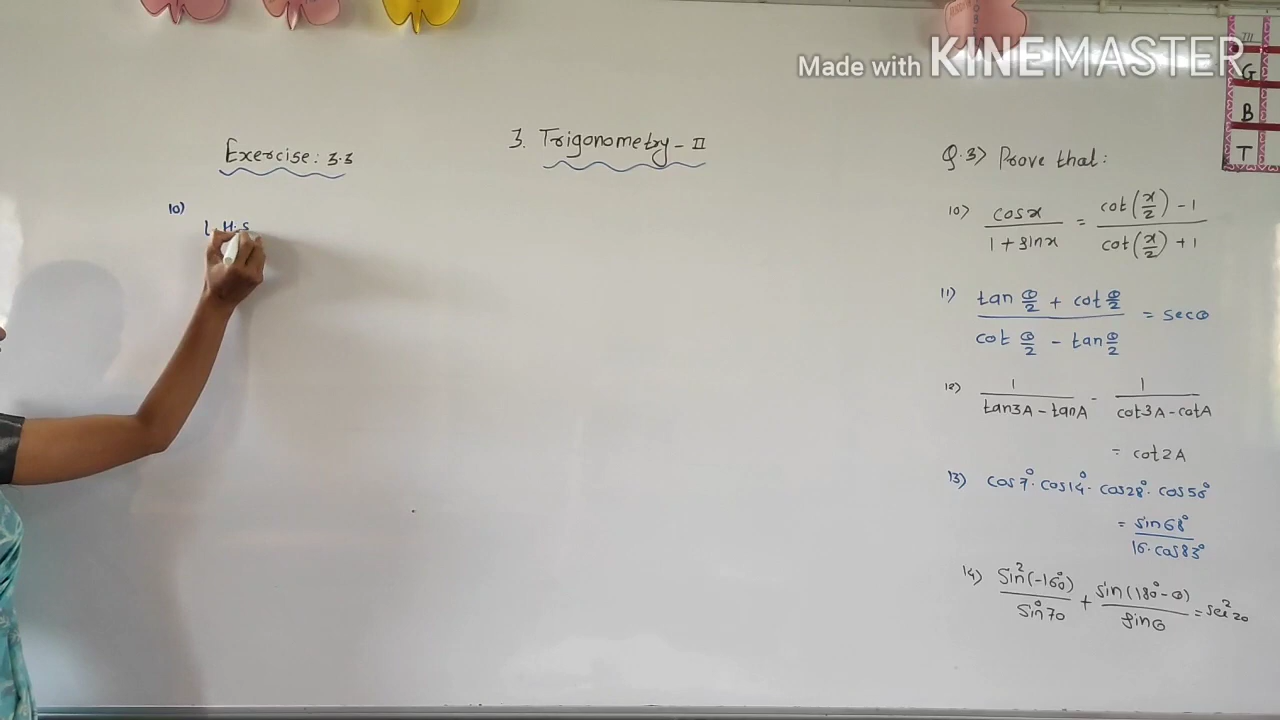 Made with KINEMASTER
G
B
T
3. Trigonometry - II
Exercise: 3.3
Q.3) Prove that:
10)
L.H.S
10) cosx / 1 + sinx = cot(x/2) - 1 / cot(x/2) + 1
11) tan θ/2 + cot θ/2 / cot θ/2 - tan θ/2 = secθ
12) 1 / tan3A - tanA - 1 / cot3A - cotA
= cot2A
13) cos7°. cos14°. cos28°. cos56°
= sin68° / 16.cos83°
14) sin²(-160°) / sin°70 + sin(180°-θ) / sinθ = sec²20